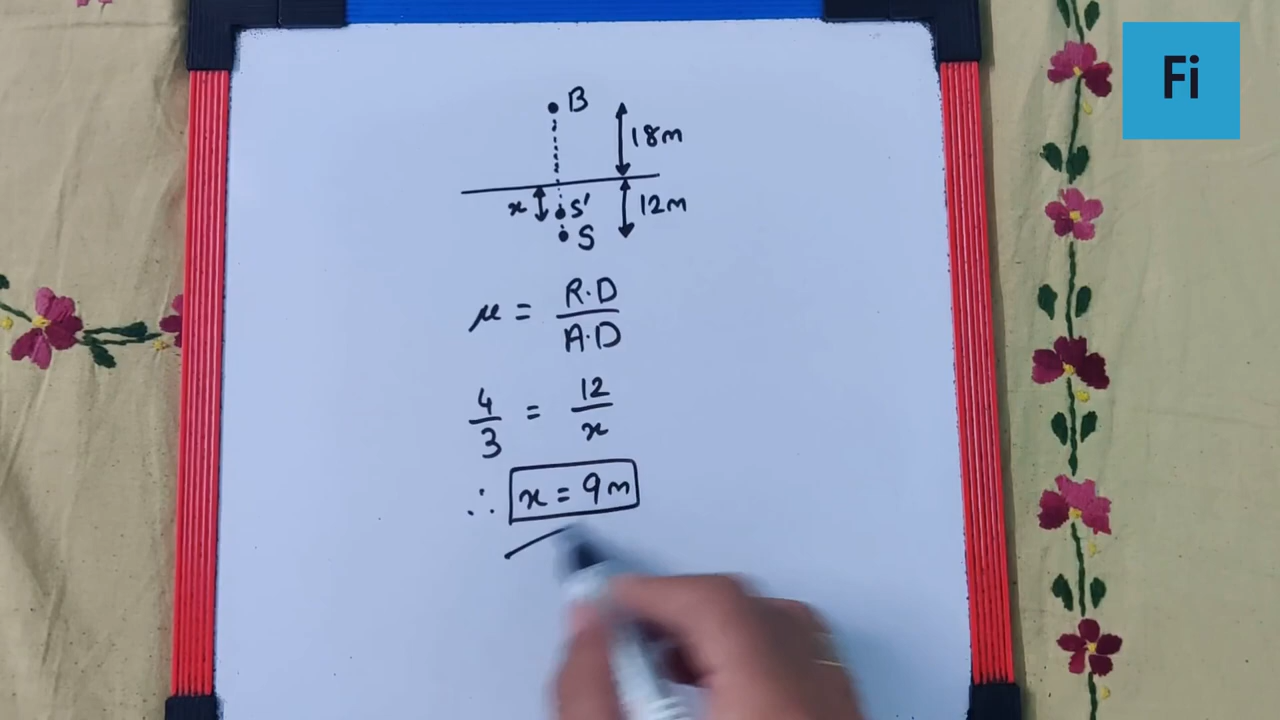 Fi
B
18m
x
S'
12m
S
μ = R.D / A.D
4/3 = 12/x
∴ x = 9m